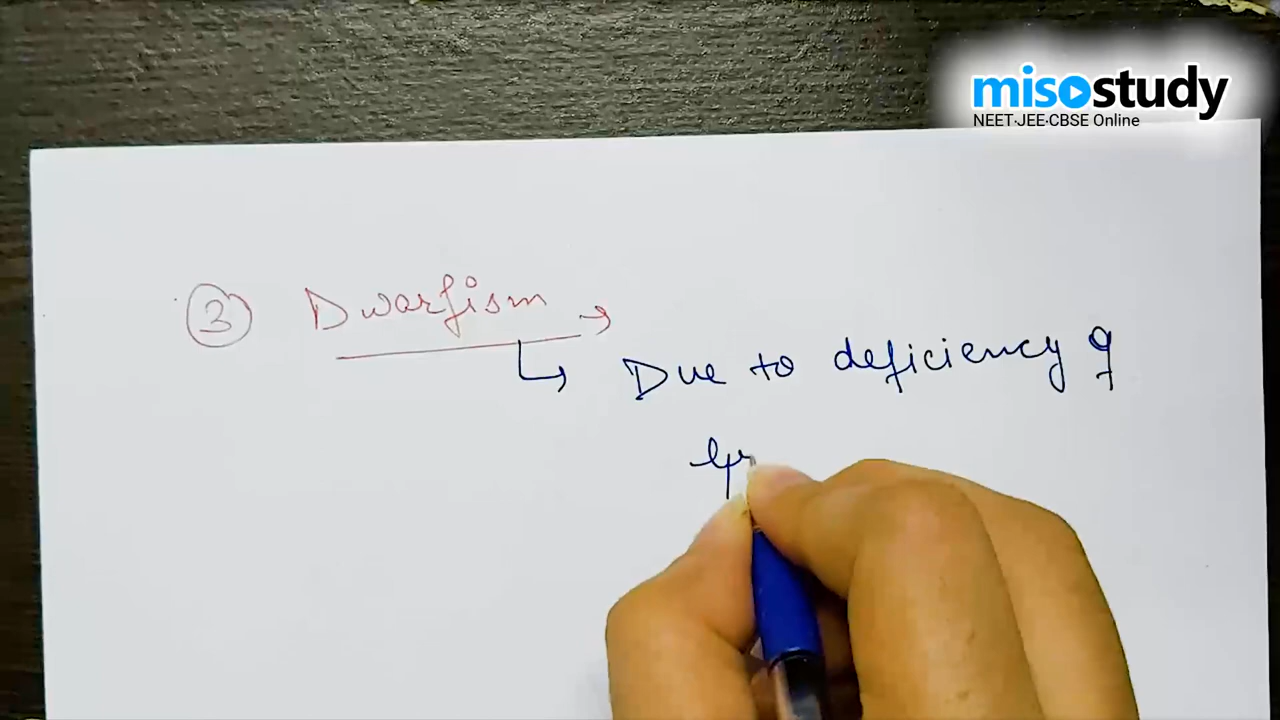 misostudy
NEET·JEE·CBSE Online
3 Dwarfism →
↳ Due to deficiency of